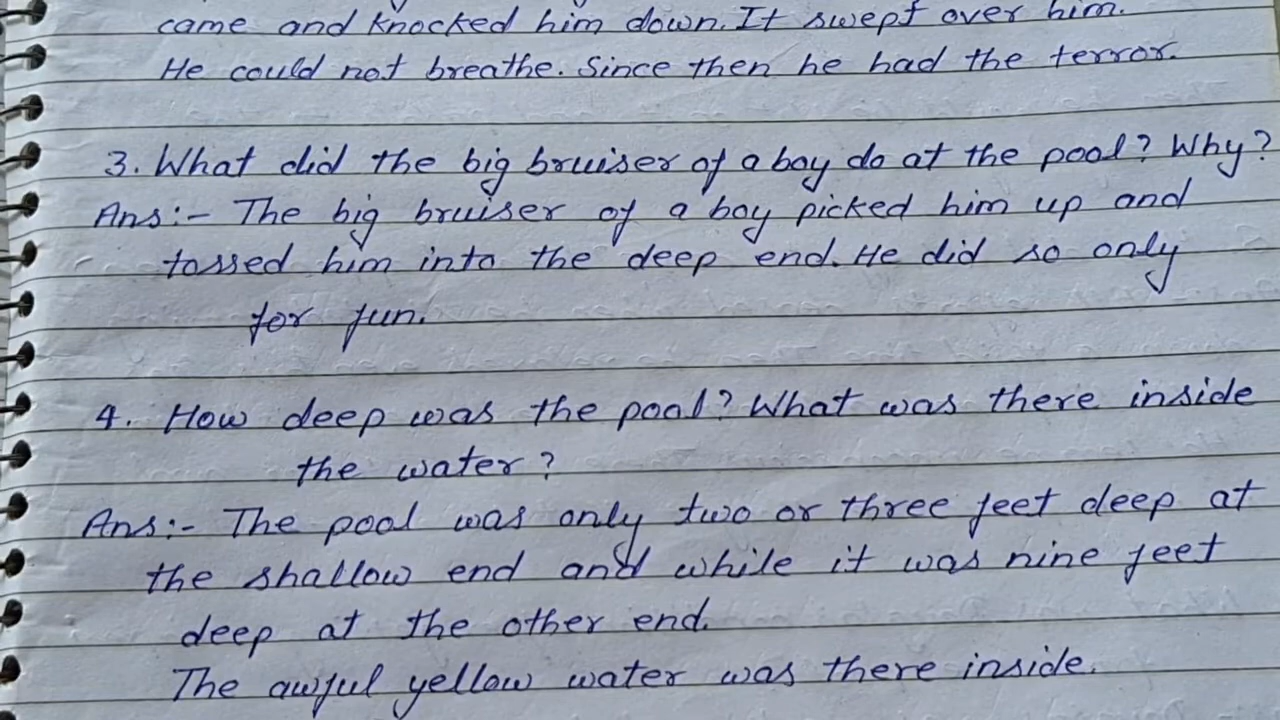 came and knocked him down. It swept over him.
He could not breathe. Since then he had the terror.
3. What did the big bruiser of a boy do at the pool? Why?
Ans:- The big bruiser of a boy picked him up and
tossed him into the deep end. He did so only
for fun.
4. How deep was the pool? What was there inside
the water?
Ans:- The pool was only two or three feet deep at
the shallow end and while it was nine feet
deep at the other end.
The awful yellow water was there inside.